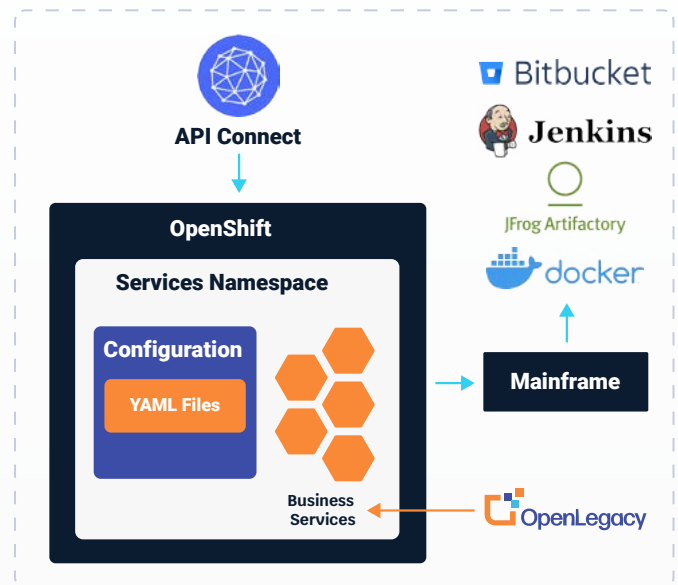 API Connect
OpenShift
Services Namespace
Configuration
YAML Files
Business
Services
Bitbucket
Jenkins
JFrog Artifactory
docker
Mainframe
OpenLegacy